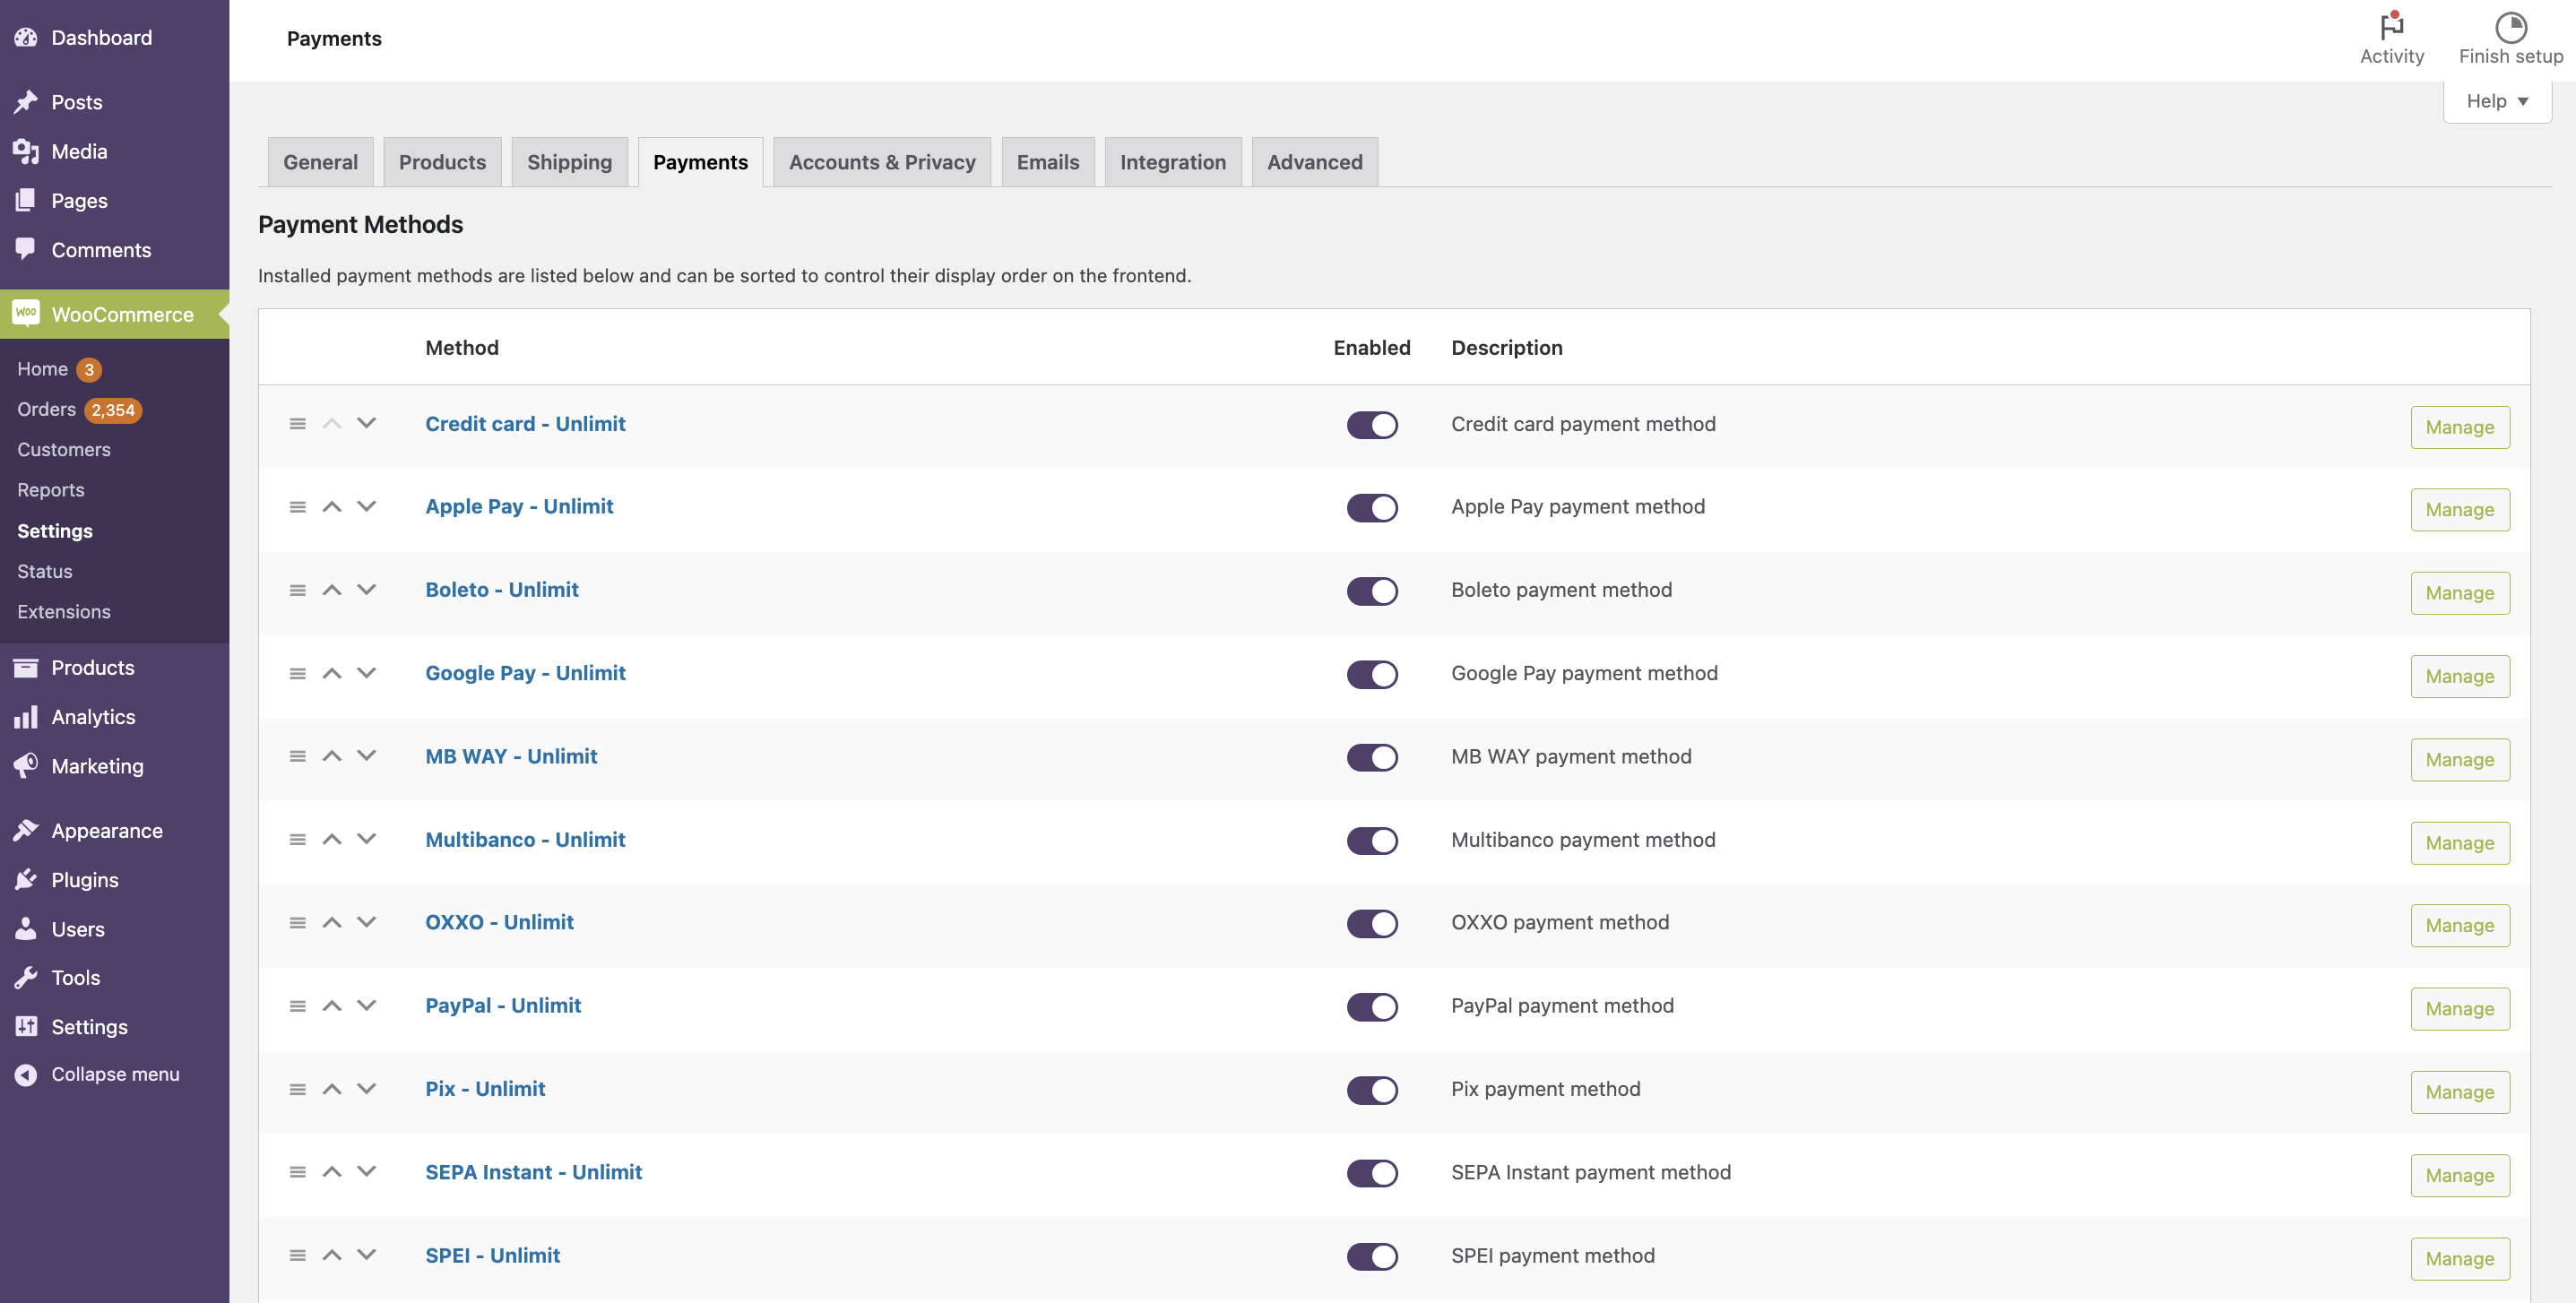 Dashboard
Posts
Media
Pages
Comments
Woo WooCommerce
Home 3
Orders 2,354
Customers
Reports
Settings
Status
Extensions
Products
Analytics
Marketing
Appearance
Plugins
Users
Tools
Settings
Collapse menu
Payments
Activity
Finish setup
Help
General Products Shipping Payments Accounts & Privacy Emails Integration Advanced
Payment Methods
Installed payment methods are listed below and can be sorted to control their display order on the frontend.
Method Enabled Description
Credit card - Unlimit Credit card payment method Manage
Apple Pay - Unlimit Apple Pay payment method Manage
Boleto - Unlimit Boleto payment method Manage
Google Pay - Unlimit Google Pay payment method Manage
MB WAY - Unlimit MB WAY payment method Manage
Multibanco - Unlimit Multibanco payment method Manage
OXXO - Unlimit OXXO payment method Manage
PayPal - Unlimit PayPal payment method Manage
Pix - Unlimit Pix payment method Manage
SEPA Instant - Unlimit SEPA Instant payment method Manage
SPEI - Unlimit SPEI payment method Manage